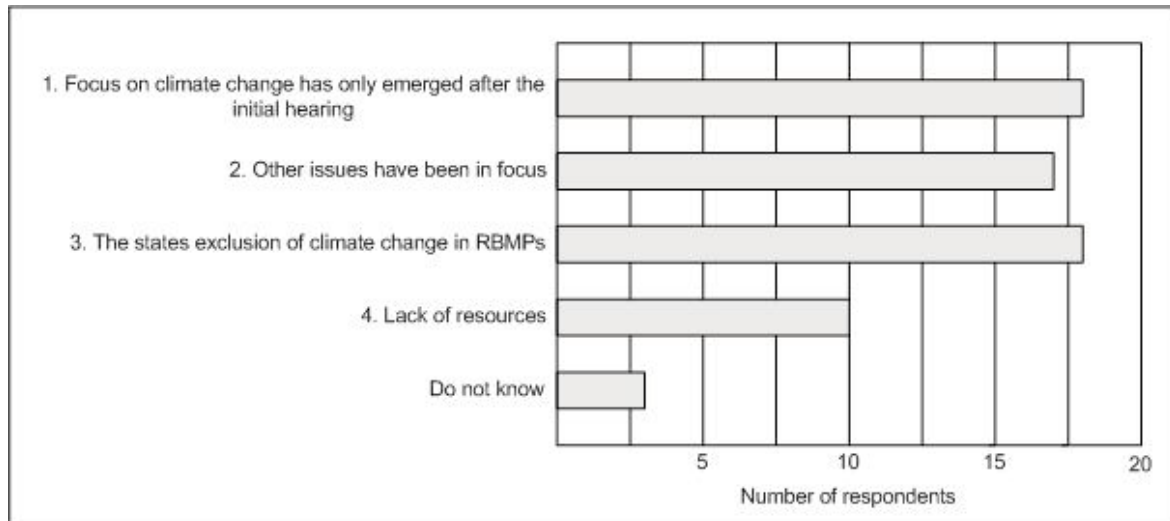 1. Focus on climate change has only emerged after the
initial hearing
2. Other issues have been in focus
3. The states exclusion of climate change in RBMPs
4. Lack of resources
Do not know
5 10 15 20
Number of respondents